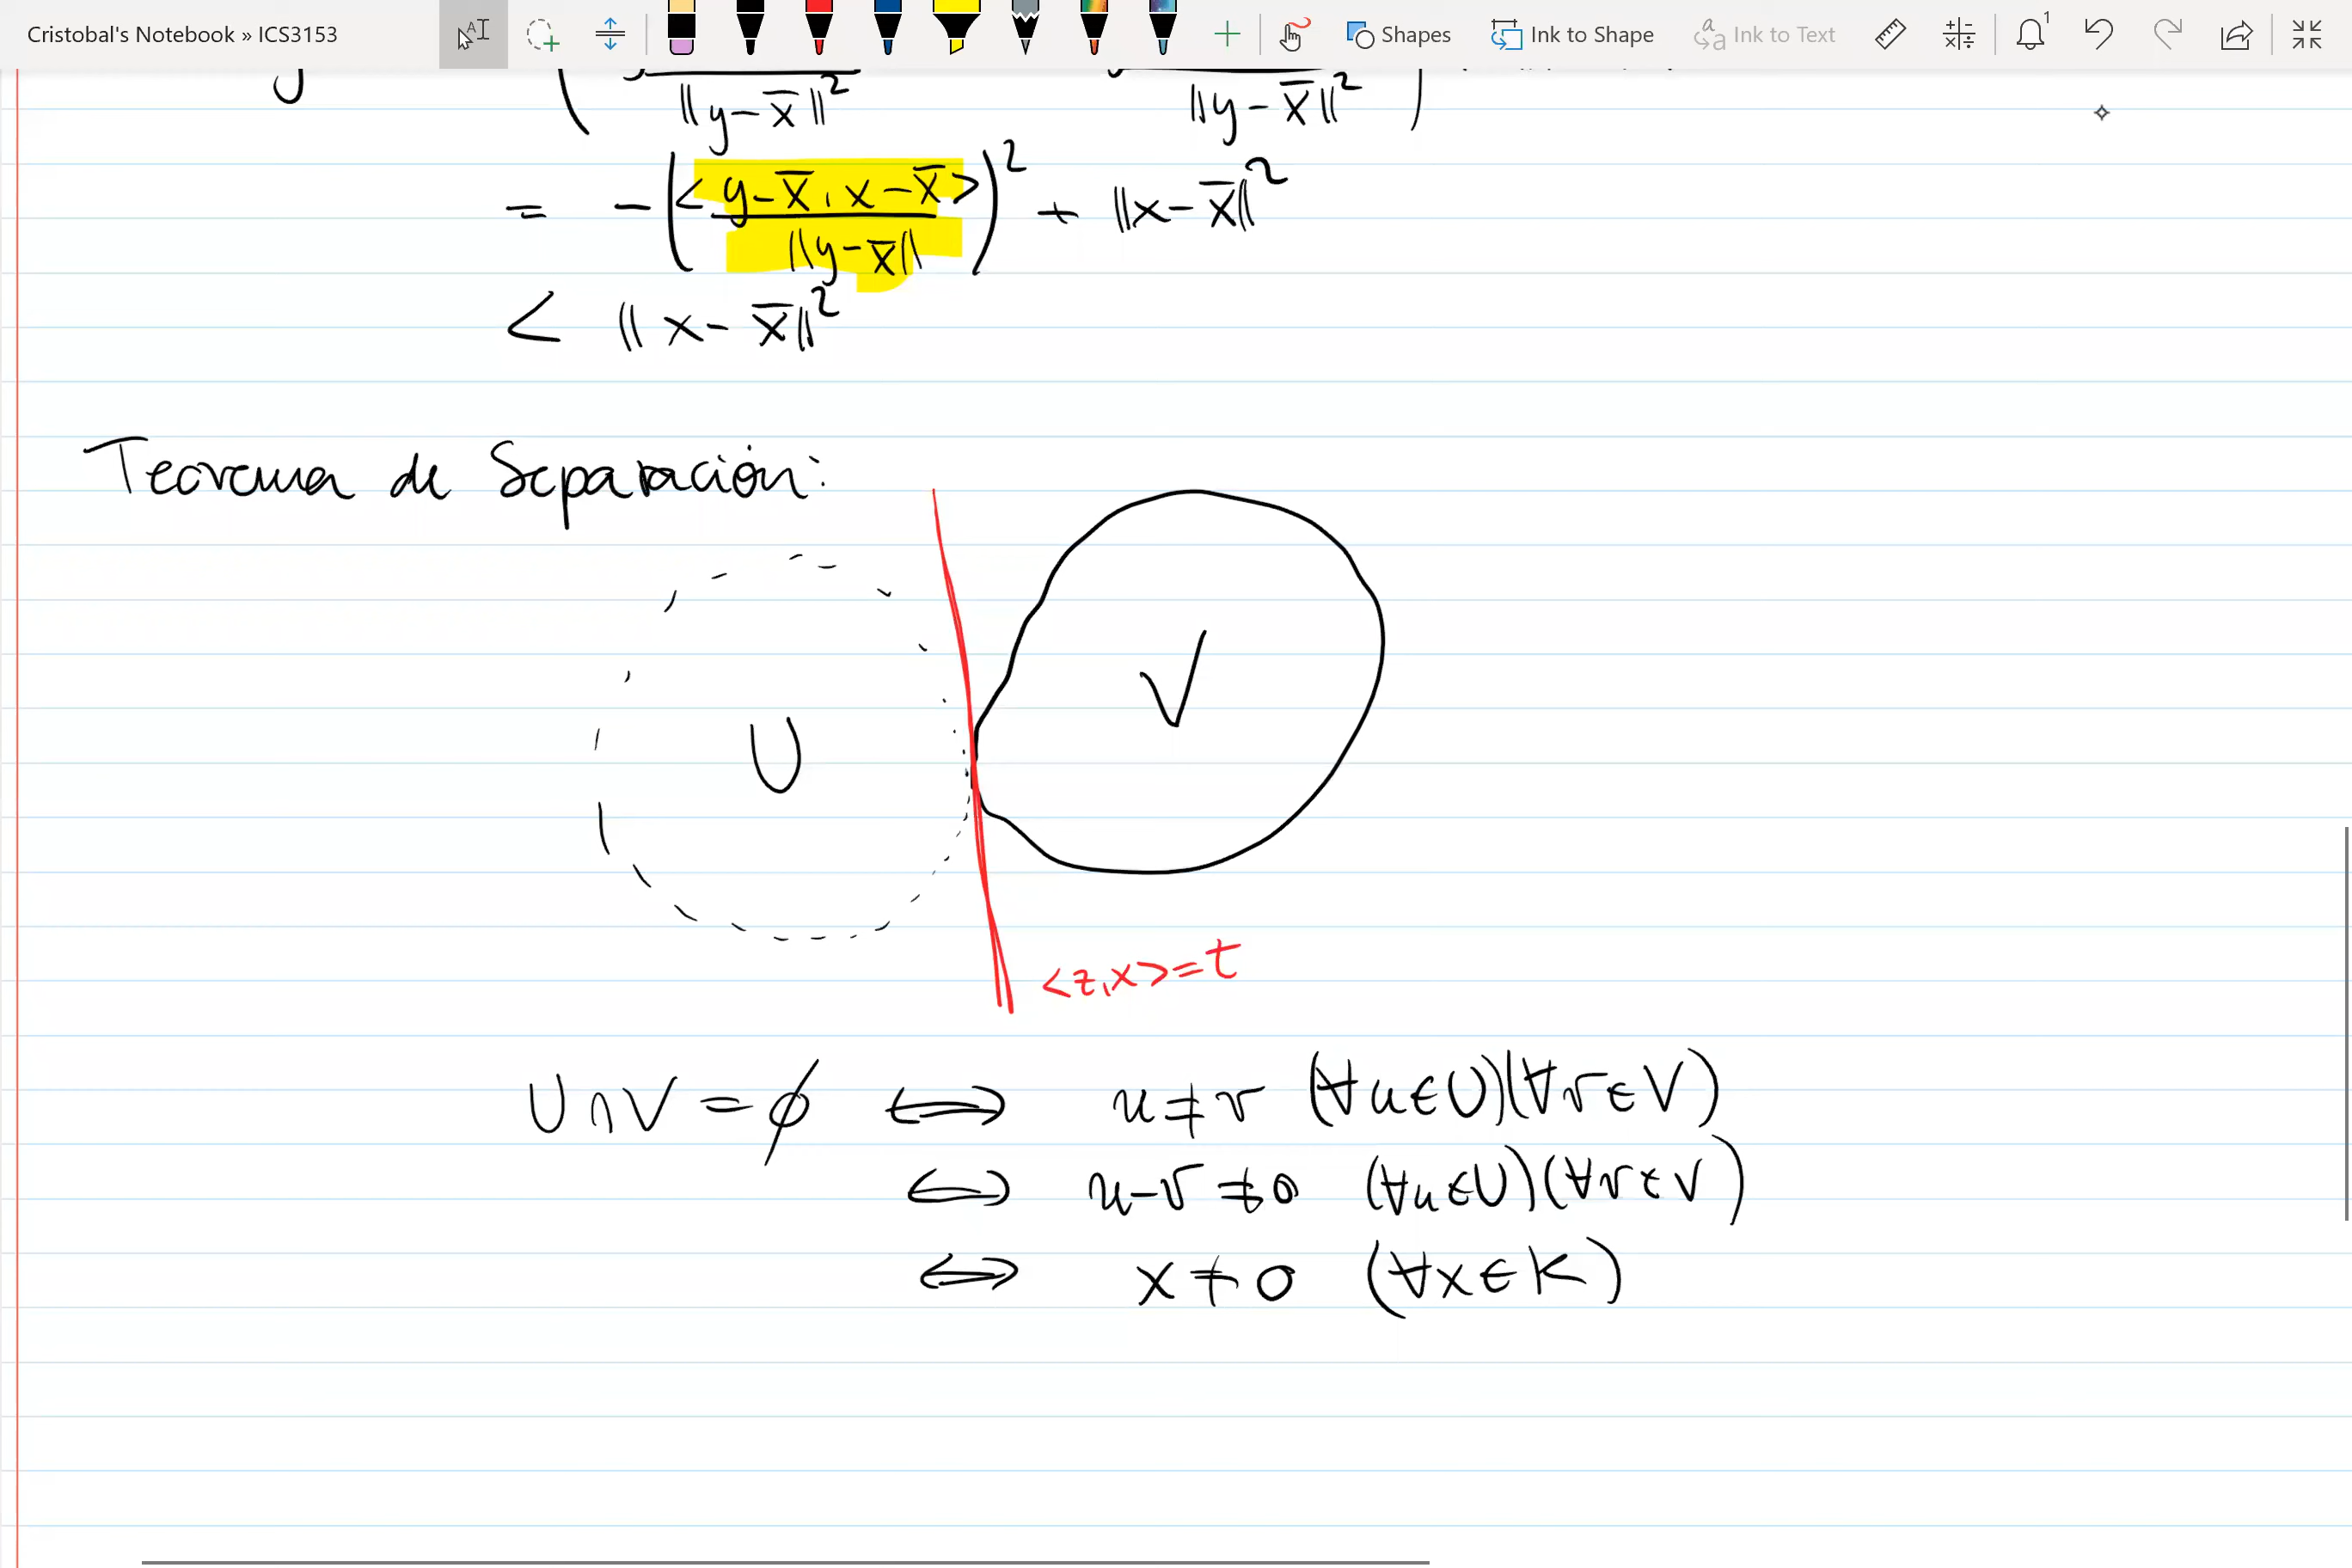 Cristobal's Notebook » ICS3153
Shapes
Ink to Shape
Ink to Text
1
‖y-x̄‖² ‖y-x̄‖²
= -(<y-x̄, x-x̄> / ‖y-x̄‖)² + ‖x-x̄‖²
< ‖x-x̄‖²
Teorema de Separación:
U
V
<z,x>=t
U∩V=ϕ ⟺ u≠v (∀u∈U)(∀v∈V)
⟺ u-v≠0 (∀u∈U)(∀v∈V)
⟺ x≠0 (∀x∈K)